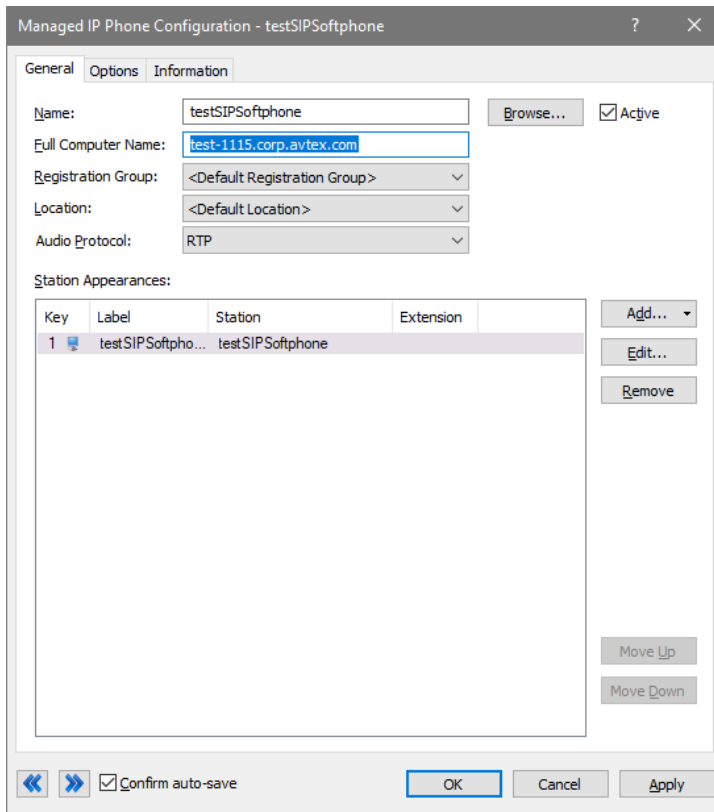 Managed IP Phone Configuration - testSIPSoftphone ?
General Options Information
Name: testSIPSoftphone Browse... Active
Full Computer Name: test-1115.corp.avtex.com
Registration Group: <Default Registration Group>
Location: <Default Location>
Audio Protocol: RTP
Station Appearances:
Key Label Station Extension Add...
1 testSIPSoftpho... testSIPSoftphone
Edit...
Remove
Move Up
Move Down
Confirm auto-save OK Cancel Apply